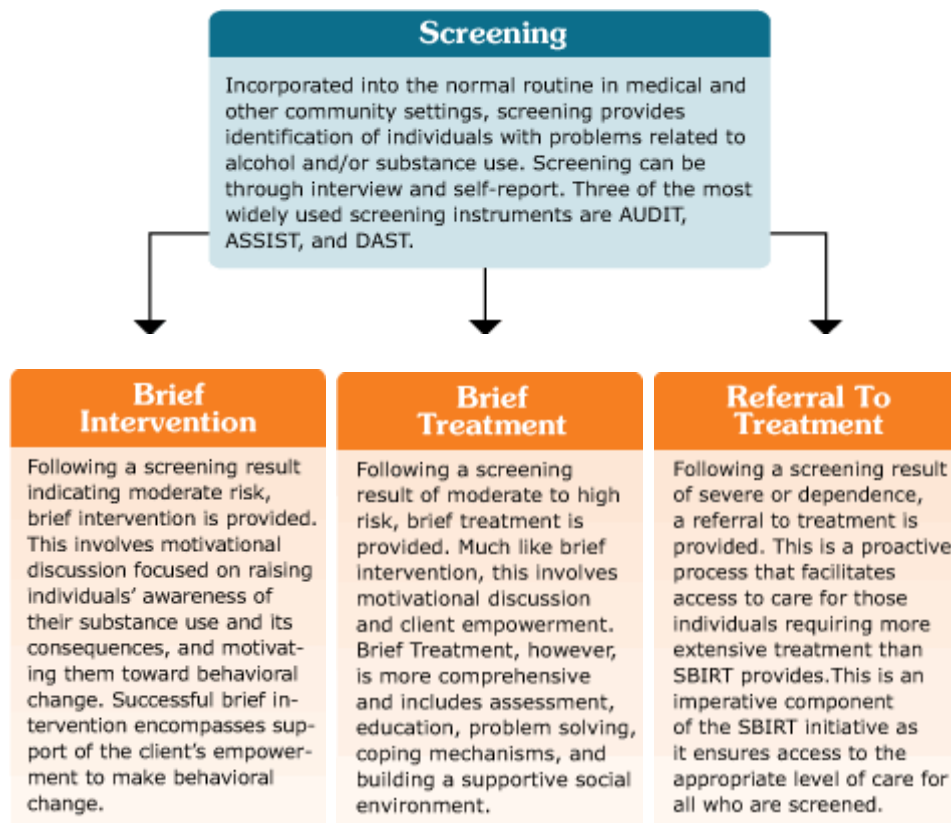 Screening
Incorporated into the normal routine in medical and
other community settings, screening provides
identification of individuals with problems related to
alcohol and/or substance use. Screening can be
through interview and self-report. Three of the most
widely used screening instruments are AUDIT,
ASSIST, and DAST.
Brief
Intervention
Following a screening result
indicating moderate risk,
brief intervention is provided.
This involves motivational
discussion focused on raising
individuals’ awareness of
their substance use and its
consequences, and motivat-
ing them toward behavioral
change. Successful brief in-
tervention encompasses sup-
port of the client’s empower-
ment to make behavioral
change.
Brief
Treatment
Following a screening
result of moderate to high
risk, brief treatment is
provided. Much like brief
intervention, this involves
motivational discussion
and client empowerment.
Brief Treatment, however,
is more comprehensive
and includes assessment,
education, problem solving,
coping mechanisms, and
building a supportive social
environment.
Referral To
Treatment
Following a screening result
of severe or dependence,
a referral to treatment is
provided. This is a proactive
process that facilitates
access to care for those
individuals requiring more
extensive treatment than
SBIRT provides.This is an
imperative component
of the SBIRT initiative as
it ensures access to the
appropriate level of care for
all who are screened.